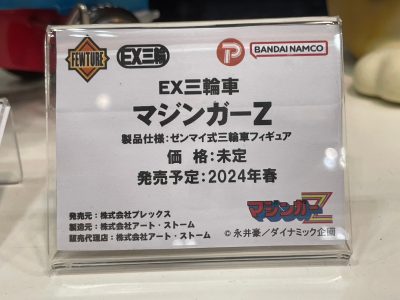 FEWTURE EX三輪 P BANDAI NAMCO
EX三輪車
マジンガーZ
製品仕様:ゼンマイ式三輪車フィギュア
価 格:未定
発売予定:2024年春
発売元:株式会社プレックス
製造元:株式会社アート・ストーム
販売代理店:株式会社アート・ストーム
マジンガーZ
© 永井豪/ダイナミック企画